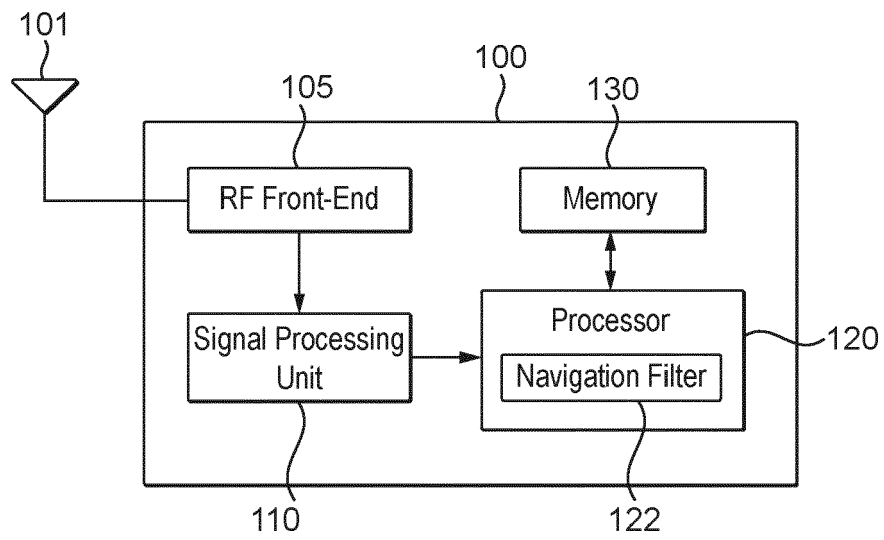 101
100
105
130
RF Front-End
Memory
Signal Processing
Unit
Processor
120
Navigation Filter
110
122